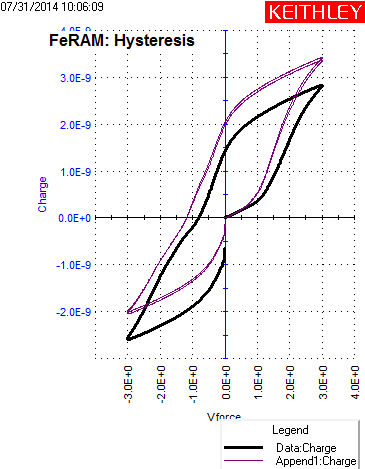 07/31/2014 10:06:09
KEITHLEY
FeRAM: Hysteresis
4.0E-9
3.0E-9
2.0E-9
1.0E-9
0.0E+0
-1.0E-9
-2.0E-9
Charge
-3.0E+0
-2.0E+0
-1.0E+0
0.0E+0
1.0E+0
2.0E+0
3.0E+0
4.0E+0
Vforce
Legend
Data:Charge
Append1:Charge